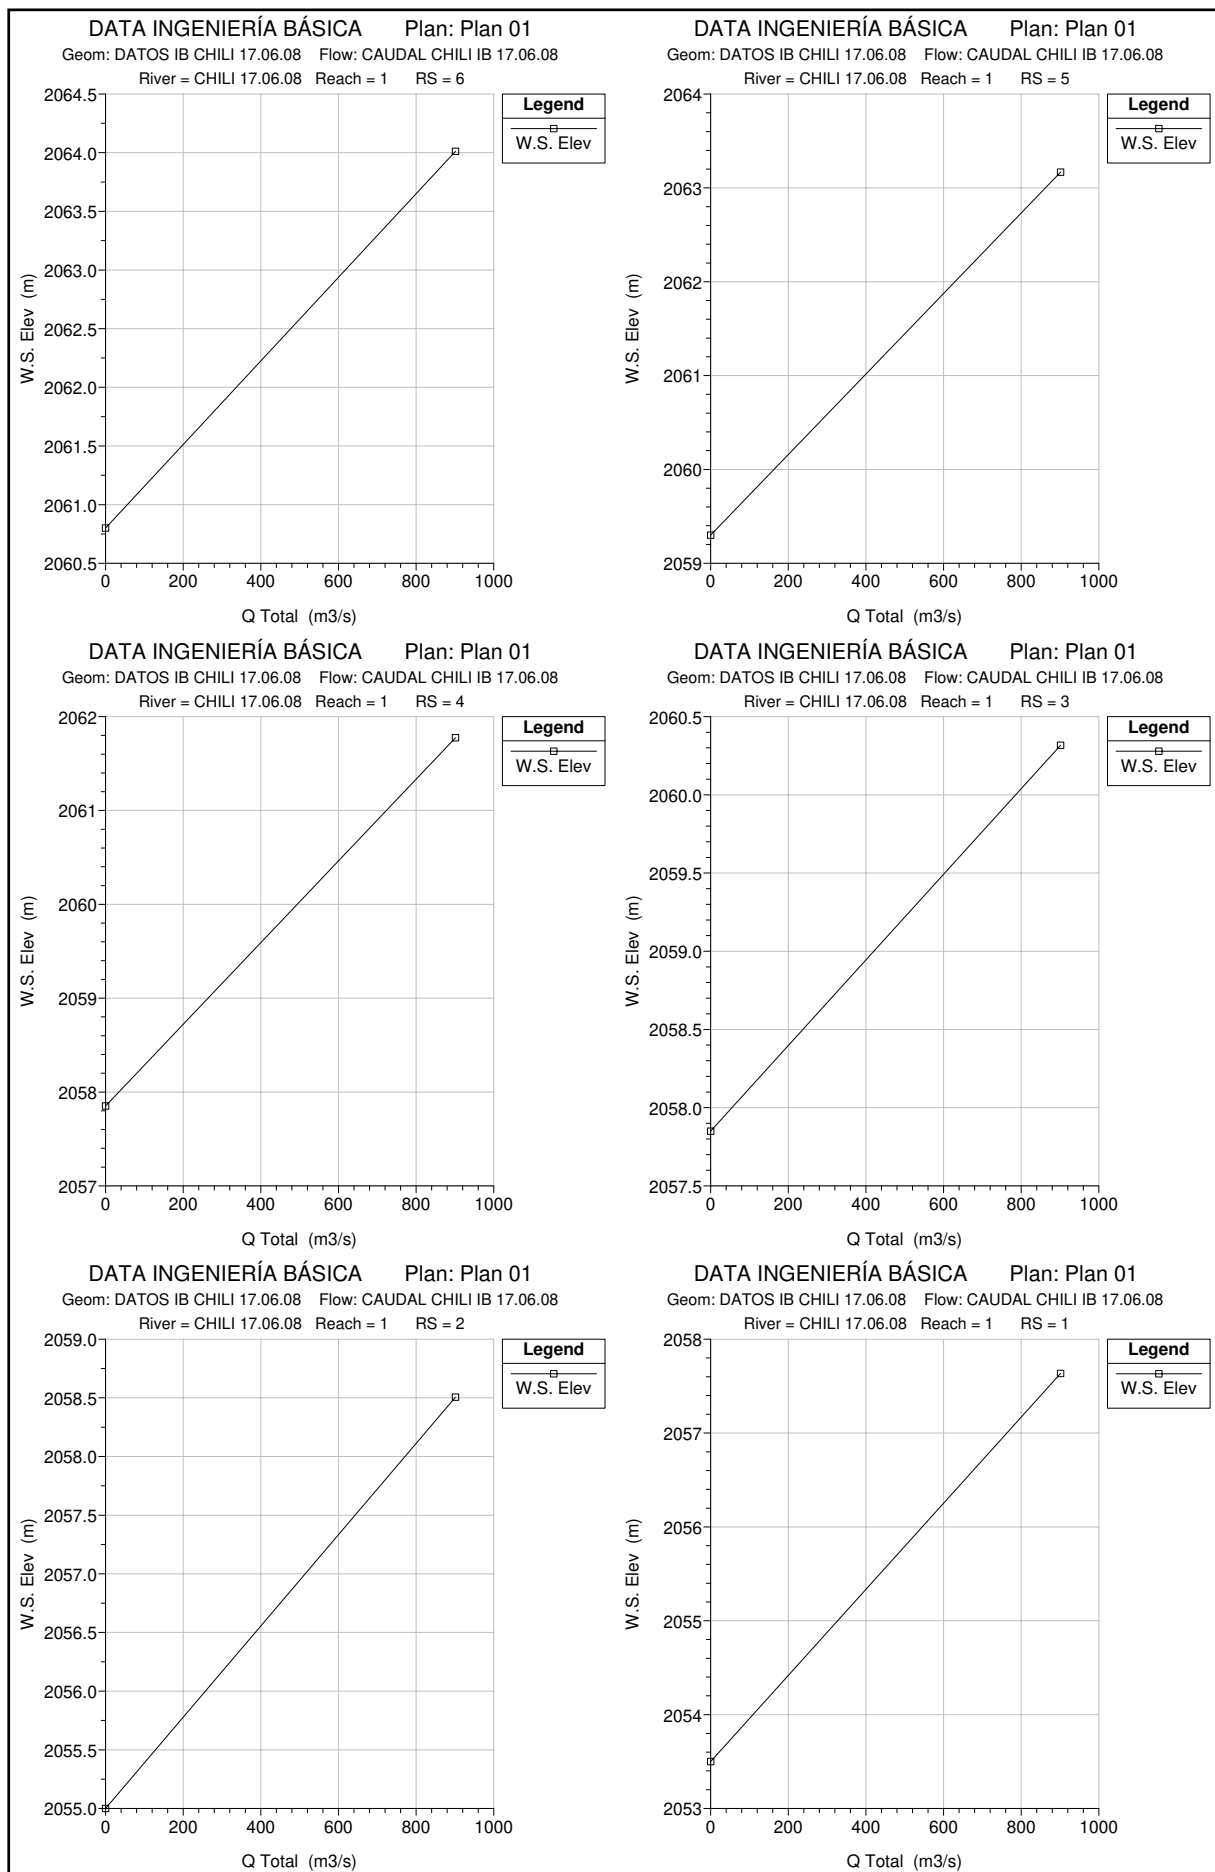 DATA INGENIERÍA BÁSICA Plan: Plan 01
Geom: DATOS IB CHILI 17.06.08 Flow: CAUDAL CHILI IB 17.06.08
River = CHILI 17.06.08 Reach = 1 RS = 6
2064.5
2064.0
2063.5
2063.0
2062.5
2062.0
2061.5
2061.0
2060.5
W.S. Elev (m)
0 200 400 600 800 1000
Q Total (m3/s)
Legend
W.S. Elev
DATA INGENIERÍA BÁSICA Plan: Plan 01
Geom: DATOS IB CHILI 17.06.08 Flow: CAUDAL CHILI IB 17.06.08
River = CHILI 17.06.08 Reach = 1 RS = 5
2064
2063
2062
2061
2060
2059
W.S. Elev (m)
0 200 400 600 800 1000
Q Total (m3/s)
Legend
W.S. Elev
DATA INGENIERÍA BÁSICA Plan: Plan 01
Geom: DATOS IB CHILI 17.06.08 Flow: CAUDAL CHILI IB 17.06.08
River = CHILI 17.06.08 Reach = 1 RS = 4
2062
2061
2060
2059
2058
2057
W.S. Elev (m)
0 200 400 600 800 1000
Q Total (m3/s)
Legend
W.S. Elev
DATA INGENIERÍA BÁSICA Plan: Plan 01
Geom: DATOS IB CHILI 17.06.08 Flow: CAUDAL CHILI IB 17.06.08
River = CHILI 17.06.08 Reach = 1 RS = 3
2060.5
2060.0
2059.5
2059.0
2058.5
2058.0
2057.5
W.S. Elev (m)
0 200 400 600 800 1000
Q Total (m3/s)
Legend
W.S. Elev
DATA INGENIERÍA BÁSICA Plan: Plan 01
Geom: DATOS IB CHILI 17.06.08 Flow: CAUDAL CHILI IB 17.06.08
River = CHILI 17.06.08 Reach = 1 RS = 2
2059.0
2058.5
2058.0
2057.5
2057.0
2056.5
2056.0
2055.5
2055.0
W.S. Elev (m)
0 200 400 600 800 1000
Q Total (m3/s)
Legend
W.S. Elev
DATA INGENIERÍA BÁSICA Plan: Plan 01
Geom: DATOS IB CHILI 17.06.08 Flow: CAUDAL CHILI IB 17.06.08
River = CHILI 17.06.08 Reach = 1 RS = 1
2058
2057
2056
2055
2054
2053
W.S. Elev (m)
0 200 400 600 800 1000
Q Total (m3/s)
Legend
W.S. Elev